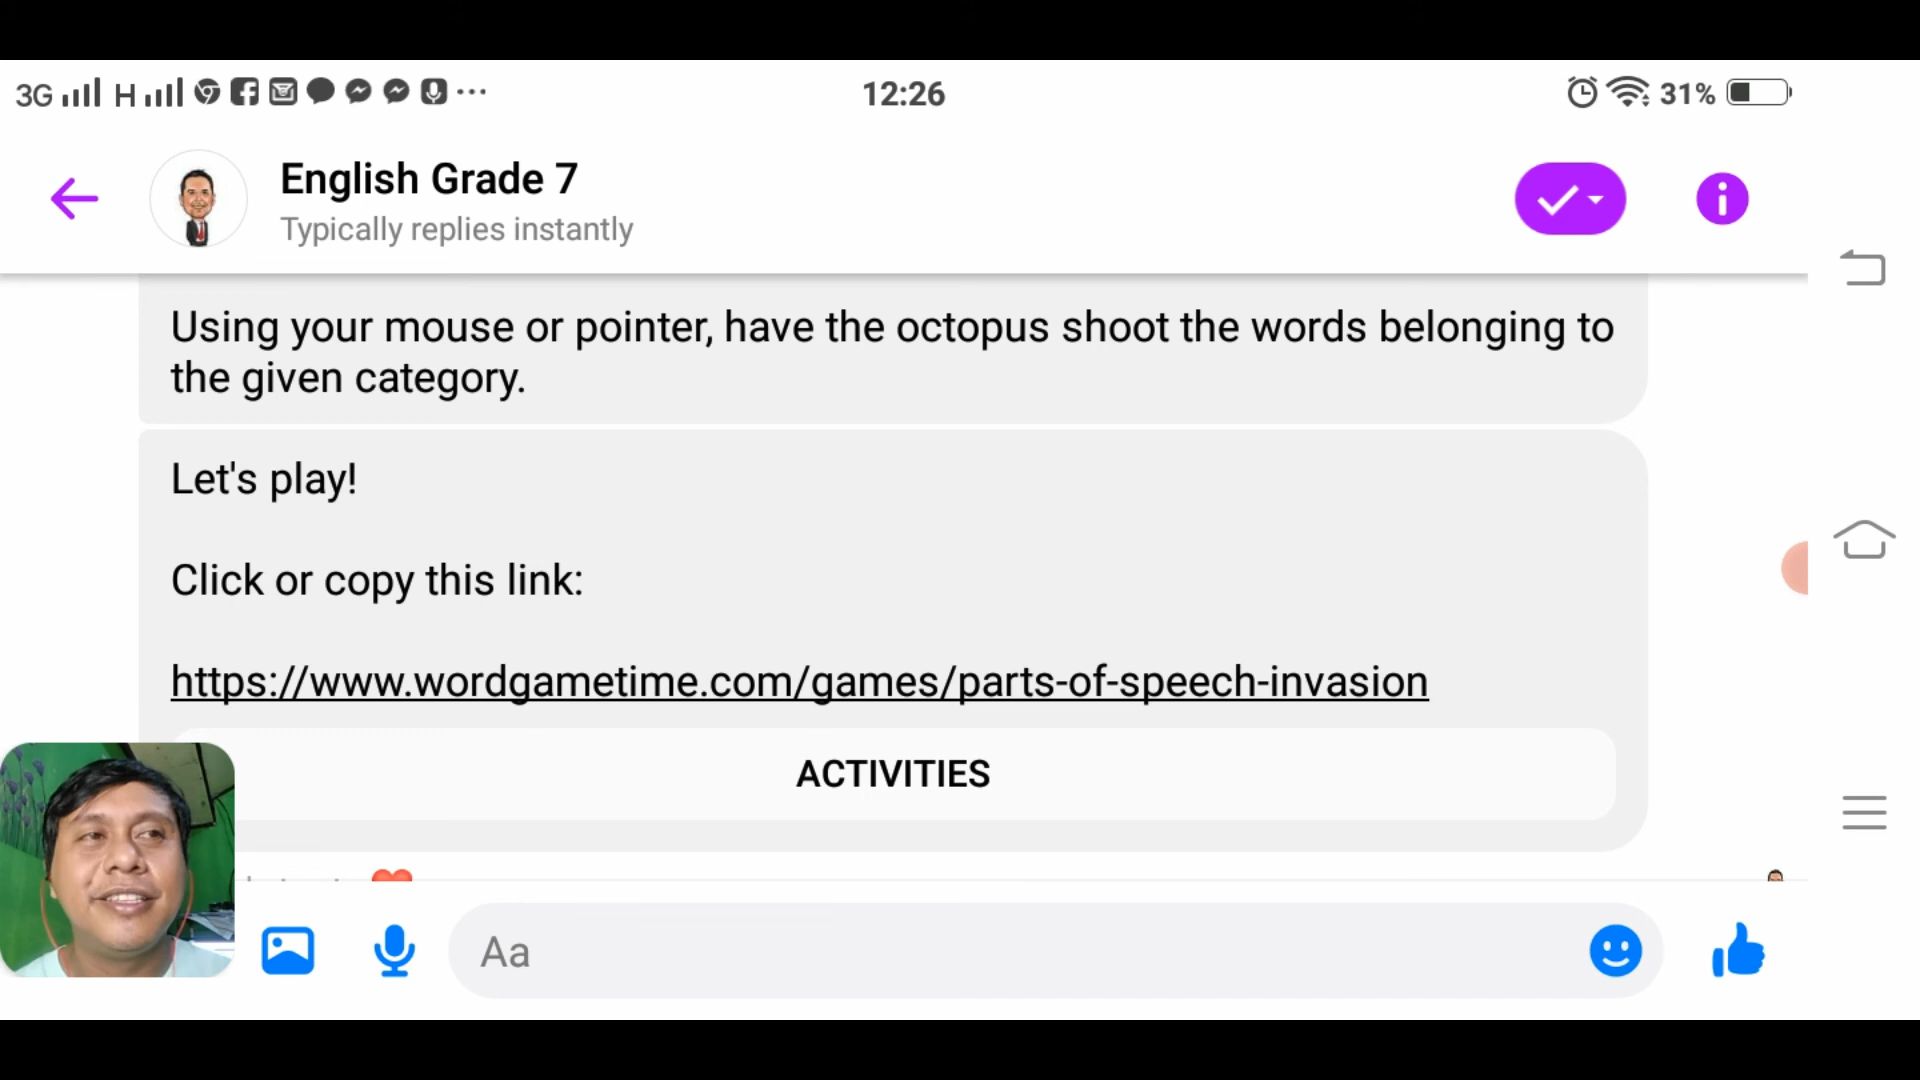 3G H 12:26 31%
English Grade 7
Typically replies instantly
Using your mouse or pointer, have the octopus shoot the words belonging to
the given category.
Let's play!
Click or copy this link:
https://www.wordgametime.com/games/parts-of-speech-invasion
ACTIVITIES
Aa